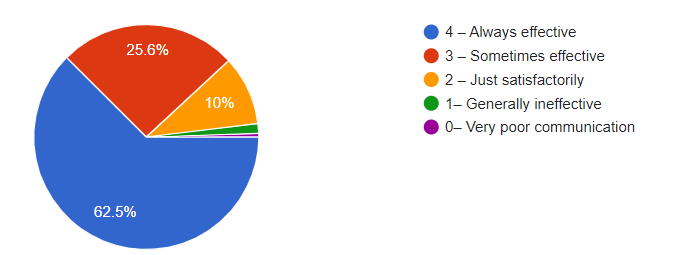 25.6%
10%
62.5%
4 – Always effective
3 – Sometimes effective
2 – Just satisfactorily
1– Generally ineffective
0– Very poor communication